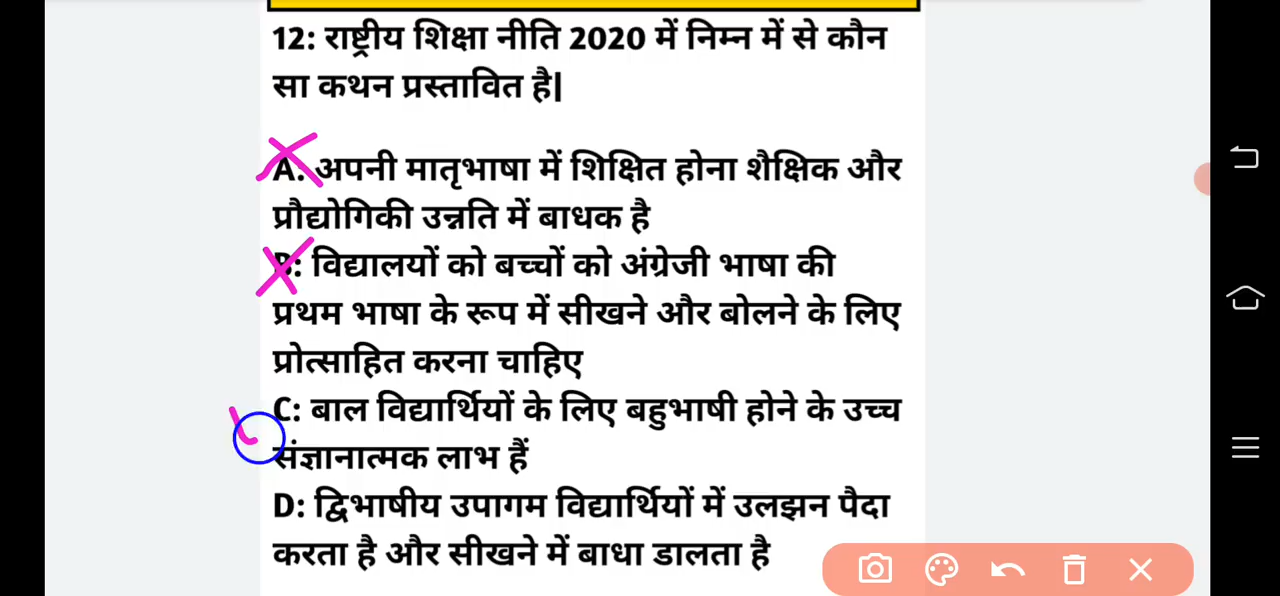 12: राष्ट्रीय शिक्षा नीति 2020 में निम्न में से कौन
सा कथन प्रस्तावित है|
A. अपनी मातृभाषा में शिक्षित होना शैक्षिक और
प्रौद्योगिकी उन्नति में बाधक है
B: विद्यालयों को बच्चों को अंग्रेजी भाषा की
प्रथम भाषा के रूप में सीखने और बोलने के लिए
प्रोत्साहित करना चाहिए
C: बाल विद्यार्थियों के लिए बहुभाषी होने के उच्च
संज्ञानात्मक लाभ हैं
D: द्विभाषीय उपागम विद्यार्थियों में उलझन पैदा
करता है और सीखने में बाधा डालता है